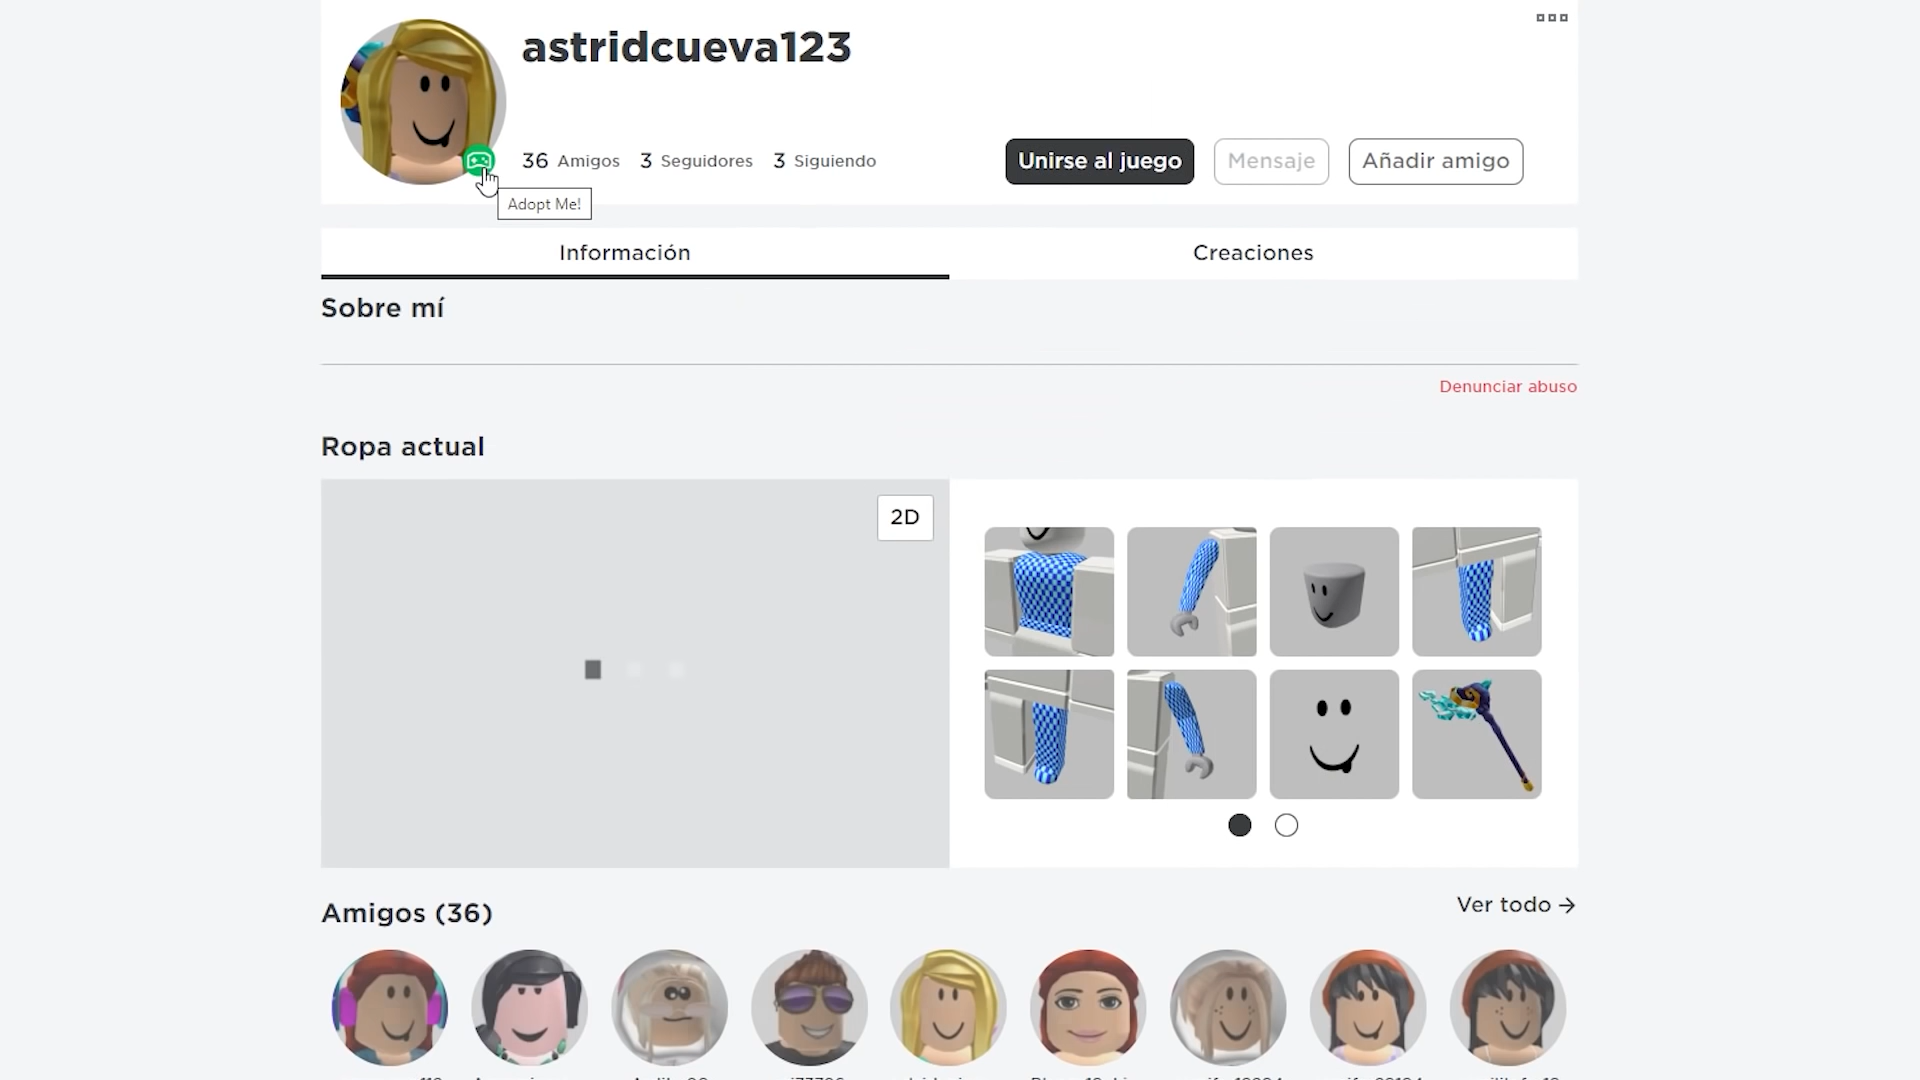 astridcueva123
36 Amigos 3 Seguidores 3 Siguiendo
Unirse al juego
Mensaje
Añadir amigo
Adopt Me!
Información
Creaciones
Sobre mí
Denunciar abuso
Ropa actual
2D
Amigos (36)
Ver todo →